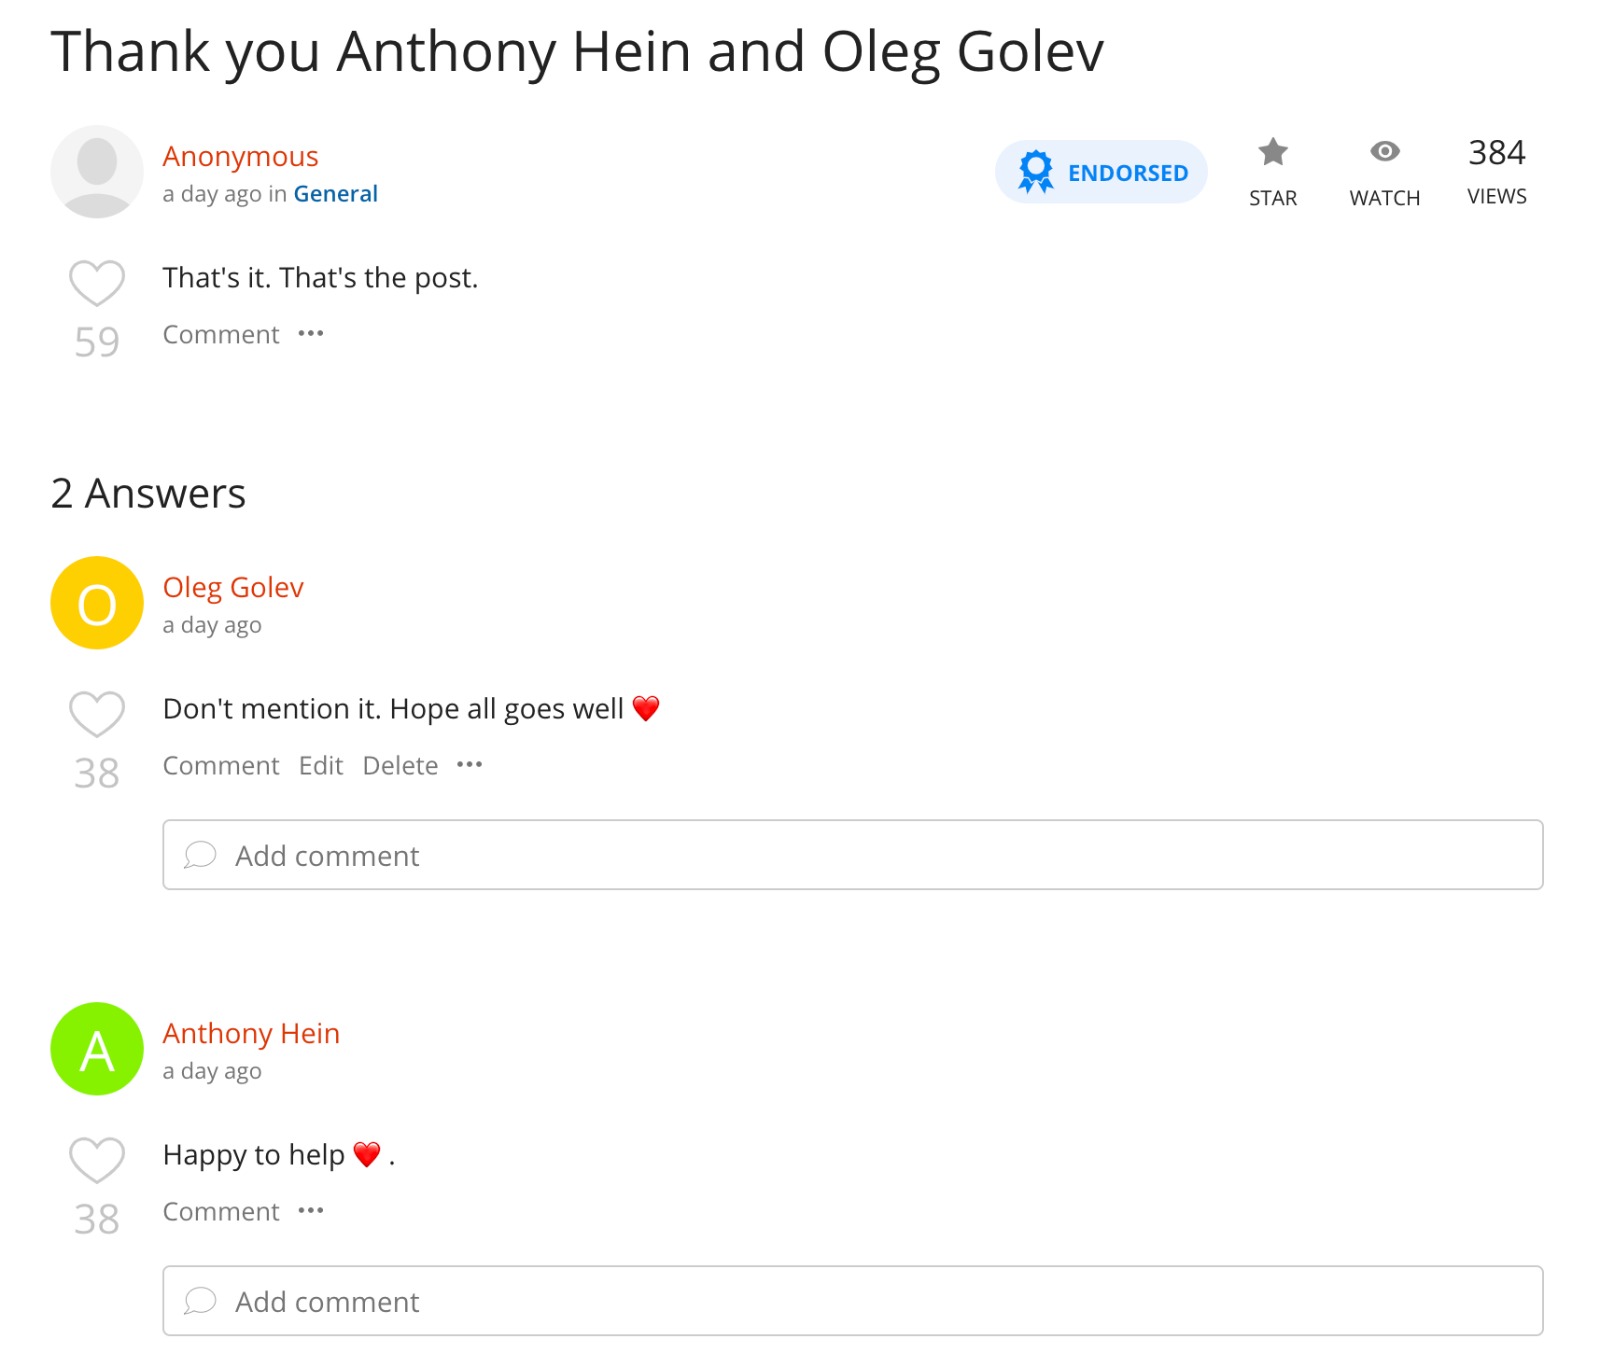 Thank you Anthony Hein and Oleg Golev
Anonymous
a day ago in General
ENDORSED
STAR
WATCH
384
VIEWS
That's it. That's the post.
59
Comment ···
2 Answers
O
Oleg Golev
a day ago
Don't mention it. Hope all goes well ❤️
38
Comment Edit Delete ···
Add comment
A
Anthony Hein
a day ago
Happy to help ❤️ .
38
Comment ···
Add comment